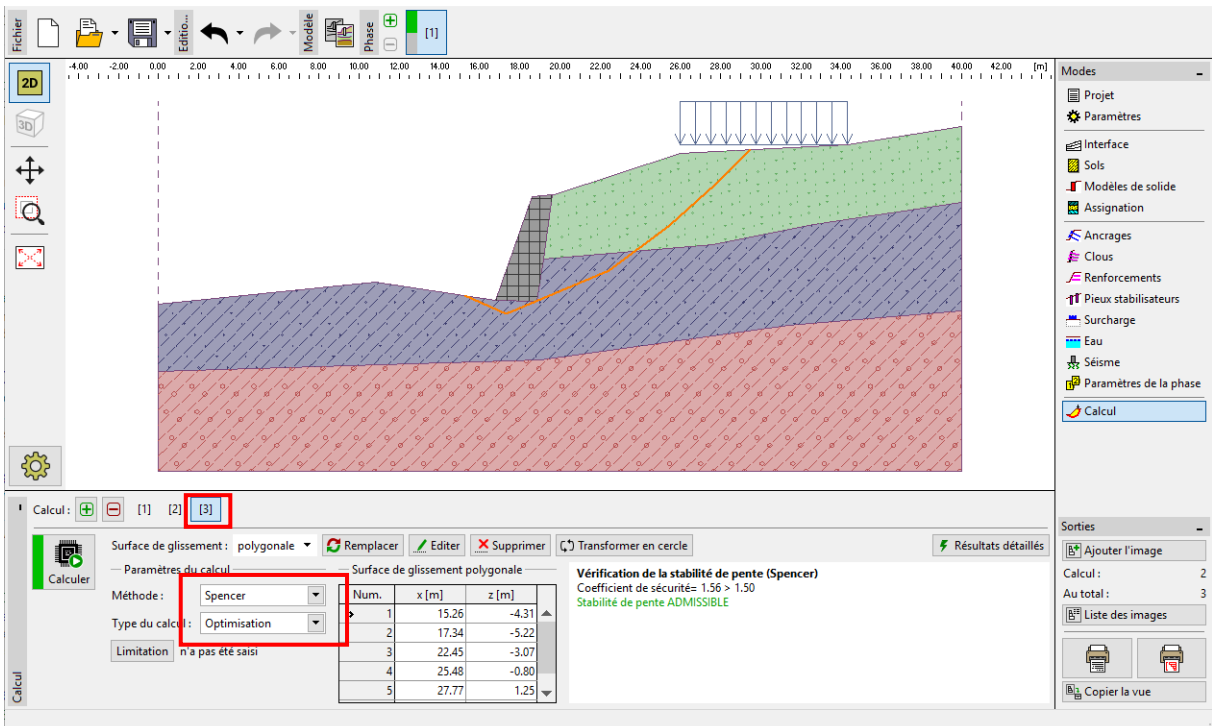 Fichier
Editio...
Modèle
Phase
[1]
-4.00 -2.00 0.00 2.00 4.00 6.00 8.00 10.00 12.00 14.00 16.00 18.00 20.00 22.00 24.00 26.00 28.00 30.00 32.00 34.00 36.00 38.00 40.00 42.00 [m]
2D
3D
Modes
Projet
Paramètres
Interface
Sols
Modèles de solide
Assignation
Ancrages
Clous
Renforcements
Pieux stabilisateurs
Surcharge
Eau
Séisme
Paramètres de la phase
Calcul
Calcul : [1] [2] [3]
Calculer
Surface de glissement : polygonale Remplacer Editer Supprimer Transformer en cercle Résultats détaillés
Paramètres du calcul
Méthode : Spencer
Type du calcul : Optimisation
Limitation n'a pas été saisi
Surface de glissement polygonale
Num. x [m] z [m]
1 15.26 -4.31
2 17.34 -5.22
3 22.45 -3.07
4 25.48 -0.80
5 27.77 1.25
Vérification de la stabilité de pente (Spencer)
Coefficient de sécurité= 1.56 > 1.50
Stabilité de pente ADMISSIBLE
Calcul
Sorties
Ajouter l'image
Calcul : 2
Au total : 3
Liste des images
Copier la vue